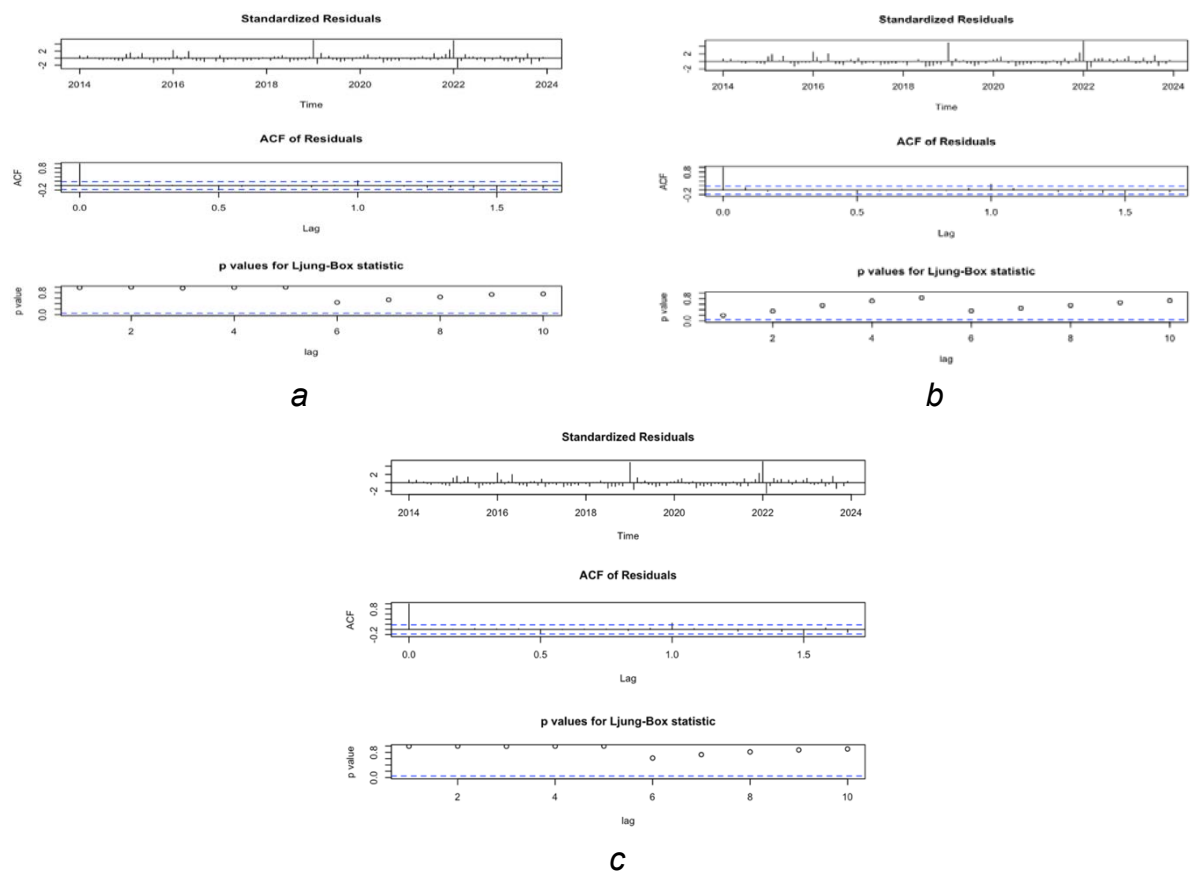 Standardized Residuals
2
-2
2014 2016 2018 2020 2022 2024
Time
ACF of Residuals
ACF
0.8
-0.2
0.0 0.5 1.0 1.5
Lag
p values for Ljung-Box statistic
p value
0.8
0.0
2 4 6 8 10
lag
a
Standardized Residuals
2
-2
2014 2016 2018 2020 2022 2024
Time
ACF of Residuals
ACF
0.8
-0.2
0.0 0.5 1.0 1.5
Lag
p values for Ljung-Box statistic
p value
0.8
0.0
2 4 6 8 10
lag
b
Standardized Residuals
2
-2
2014 2016 2018 2020 2022 2024
Time
ACF of Residuals
ACF
0.8
-0.2
0.0 0.5 1.0 1.5
Lag
p values for Ljung-Box statistic
p value
0.8
0.0
2 4 6 8 10
lag
c